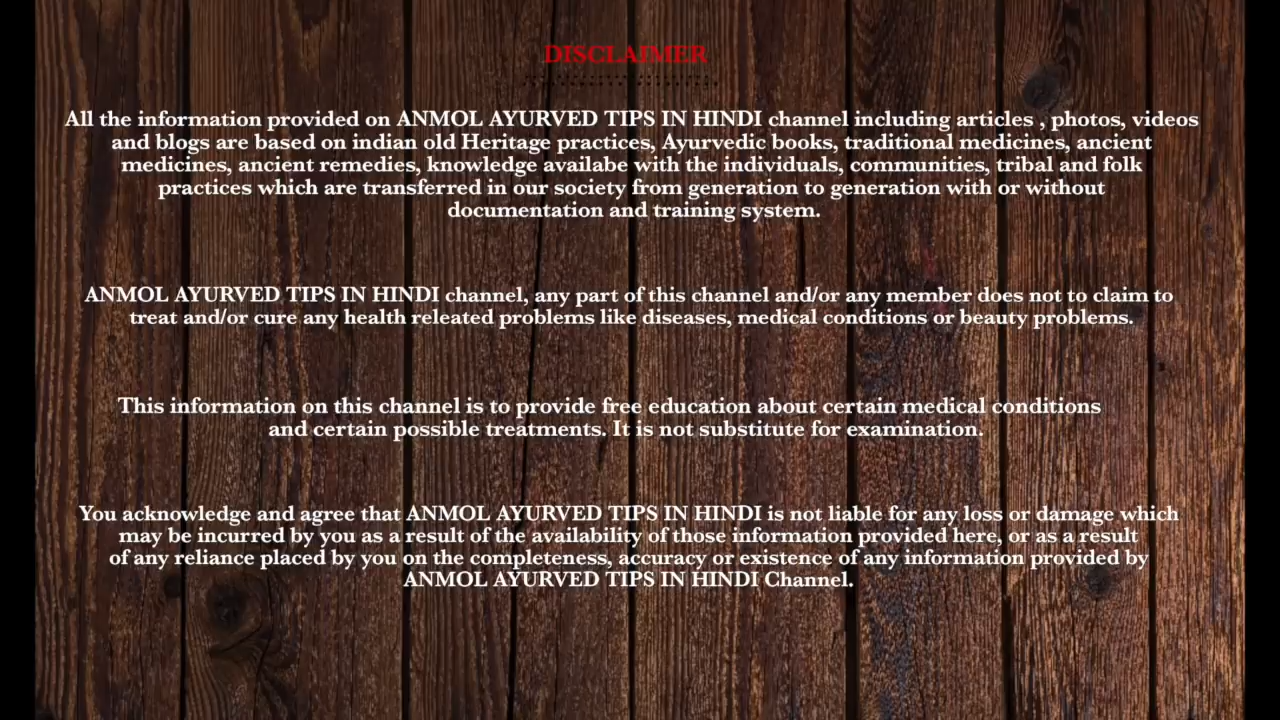 DISCLAIMER
All the information provided on ANMOL AYURVED TIPS IN HINDI channel including articles , photos, videos
and blogs are based on indian old Heritage practices, Ayurvedic books, traditional medicines, ancient
medicines, ancient remedies, knowledge availabe with the individuals, communities, tribal and folk
practices which are transferred in our society from generation to generation with or without
documentation and training system.
ANMOL AYURVED TIPS IN HINDI channel, any part of this channel and/or any member does not to claim to
treat and/or cure any health releated problems like diseases, medical conditions or beauty problems.
This information on this channel is to provide free education about certain medical conditions
and certain possible treatments. It is not substitute for examination.
You acknowledge and agree that ANMOL AYURVED TIPS IN HINDI is not liable for any loss or damage which
may be incurred by you as a result of the availability of those information provided here, or as a result
of any reliance placed by you on the completeness, accuracy or existence of any information provided by
ANMOL AYURVED TIPS IN HINDI Channel.